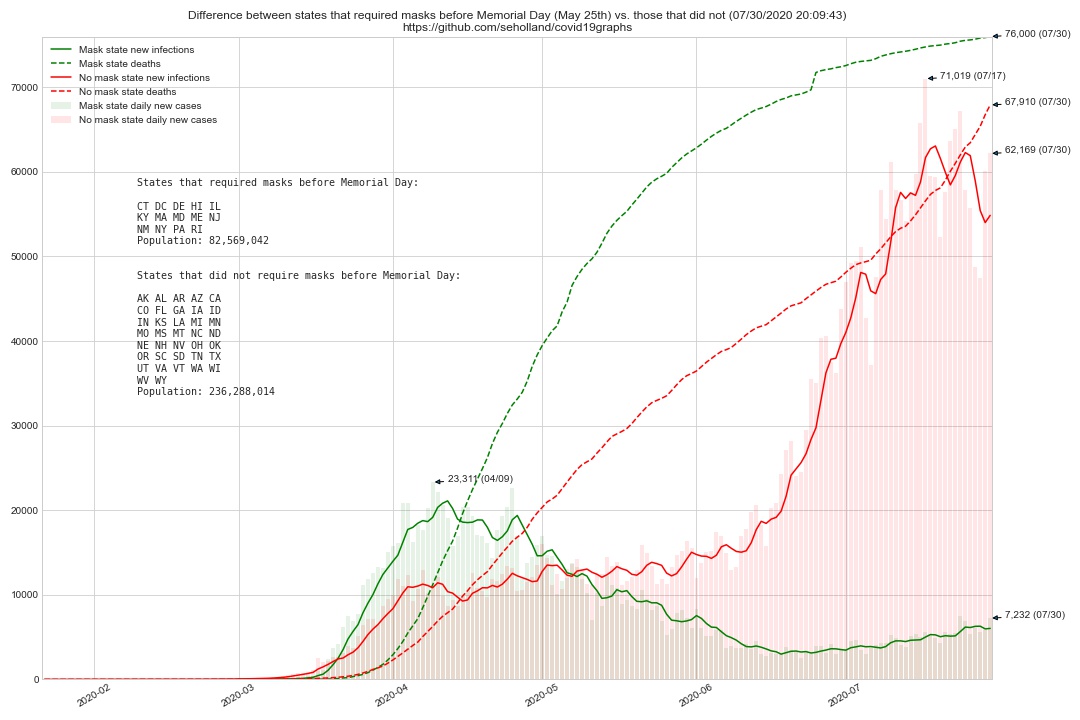 Difference between states that required masks before Memorial Day (May 25th) vs. those that did not (07/30/2020 20:09:43)
https://github.com/seholland/covid19graphs
Mask state new infections
Mask state deaths
No mask state new infections
No mask state deaths
Mask state daily new cases
No mask state daily new cases
States that required masks before Memorial Day:
CT DC DE HI IL
KY MA MD ME NJ
NM NY PA RI
Population: 82,569,042
States that did not require masks before Memorial Day:
AK AL AR AZ CA
CO FL GA IA ID
IN KS LA MI MN
MO MS MT NC ND
NE NH NV OH OK
OR SC SD TN TX
UT VA VT WA WI
WV WY
Population: 236,288,014
76,000 (07/30)
71,019 (07/17)
67,910 (07/30)
62,169 (07/30)
23,311 (04/09)
7,232 (07/30)
70000
60000
50000
40000
30000
20000
10000
0
2020-02
2020-03
2020-04
2020-05
2020-06
2020-07